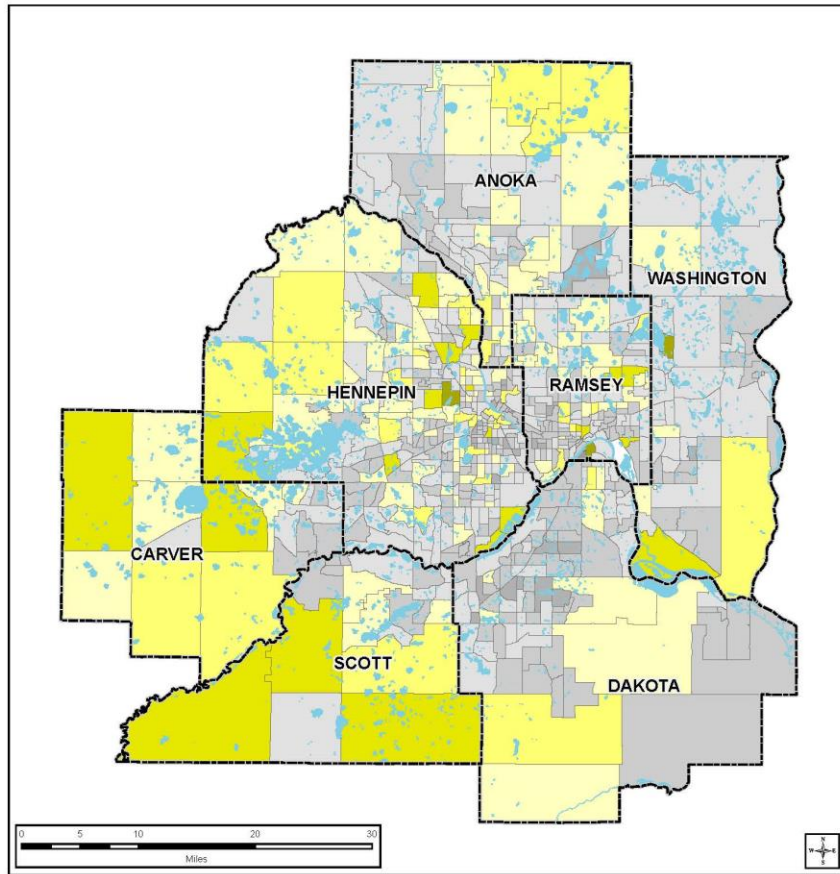 ANOKA
WASHINGTON
HENNEPIN
RAMSEY
CARVER
SCOTT
DAKOTA
0 5 10 20 30
Miles
N
W E
S